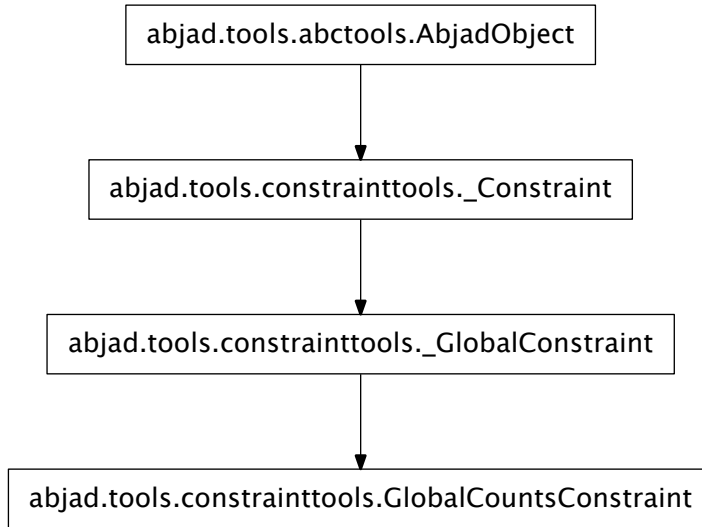 abjad.tools.abctools.AbjadObject
abjad.tools.constrainttools._Constraint
abjad.tools.constrainttools._GlobalConstraint
abjad.tools.constrainttools.GlobalCountsConstraint